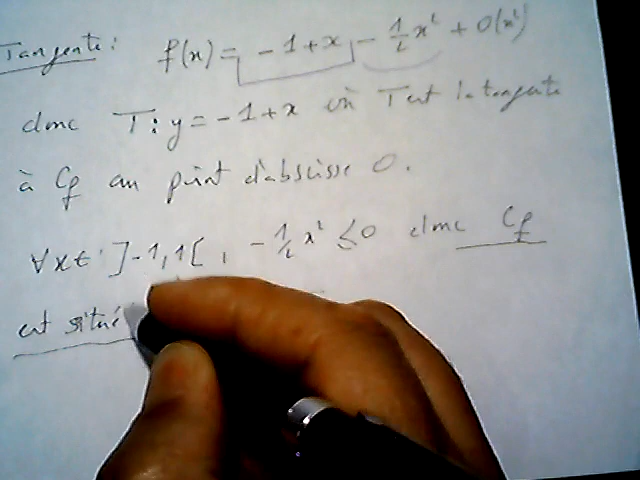 Tangente : f(x) = -1+x - 1/2 x² + o(x²)
donc T : y = -1+x où T est la tangente
à Cf au point d'abscisse 0.
∀x ∈ ]-1,1[ , -1/2 x² ≤ 0 donc Cf
est situé